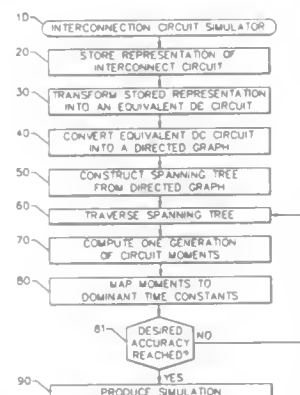 10
INTERCONNECTION CIRCUIT SIMULATOR
20
STORE REPRESENTATION OF
INTERCONNECT CIRCUIT
30
TRANSFORM STORED REPRESENTATION
INTO AN EQUIVALENT DE CIRCUIT
40
CONVERT EQUIVALENT DC CIRCUIT
INTO A DIRECTED GRAPH
50
CONSTRUCT SPANNING TREE
FROM DIRECTED GRAPH
60
TRAVERSE SPANNING TREE
70
COMPUTE ONE GENERATION
OF CIRCUIT MOMENTS
80
MAP MOMENTS TO
DOMINANT TIME CONSTANTS
81
DESIRED
ACCURACY
REACHED?
NO
YES
90
PRODUCE SIMULATION